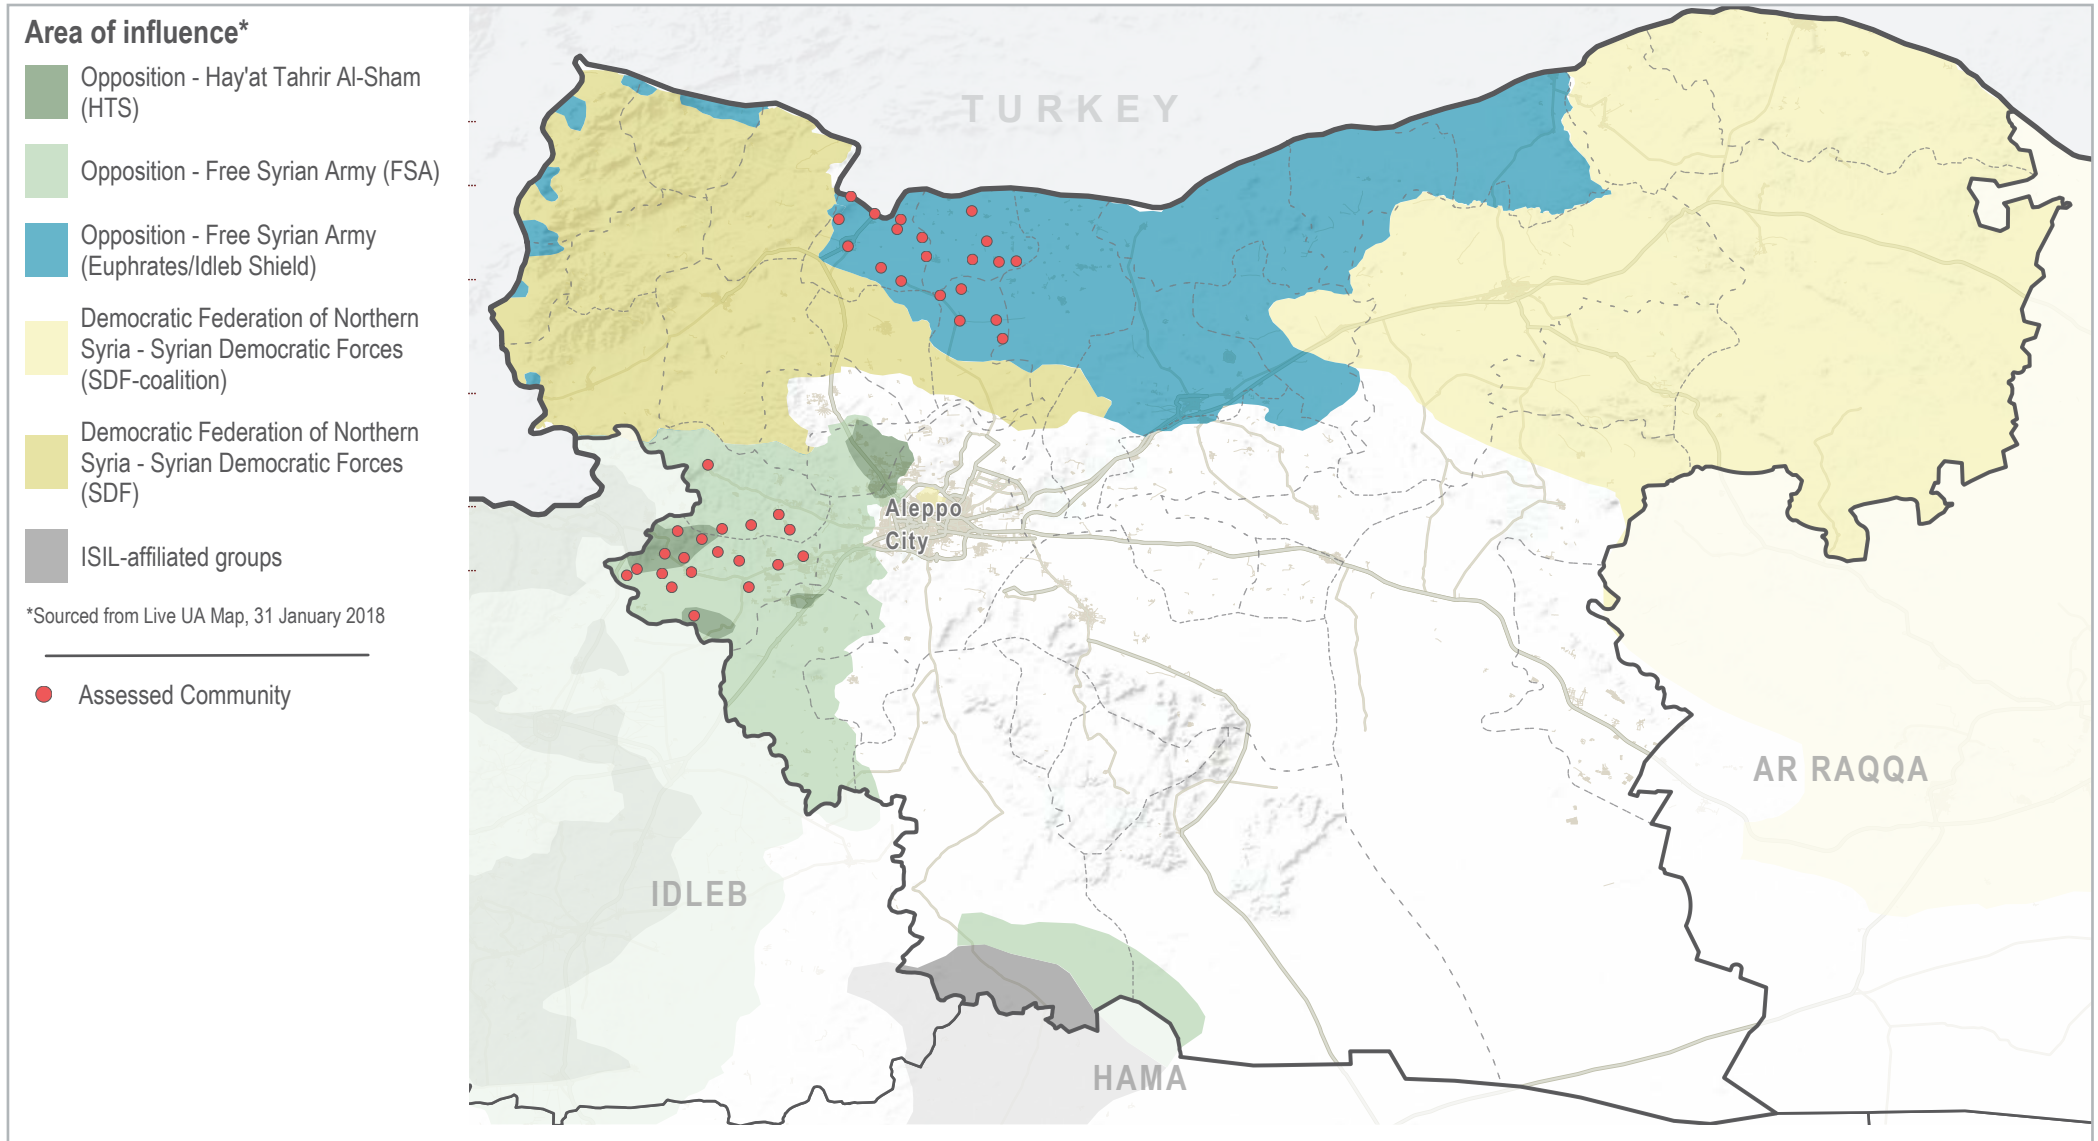 Area of influence*
Opposition - Hay'at Tahrir Al-Sham
(HTS)
Opposition - Free Syrian Army (FSA)
Opposition - Free Syrian Army
(Euphrates/Idleb Shield)
Democratic Federation of Northern
Syria - Syrian Democratic Forces
(SDF-coalition)
Democratic Federation of Northern
Syria - Syrian Democratic Forces
(SDF)
ISIL-affiliated groups
*Sourced from Live UA Map, 31 January 2018
Assessed Community
TURKEY
Aleppo
City
AR RAQQA
IDLEB
HAMA